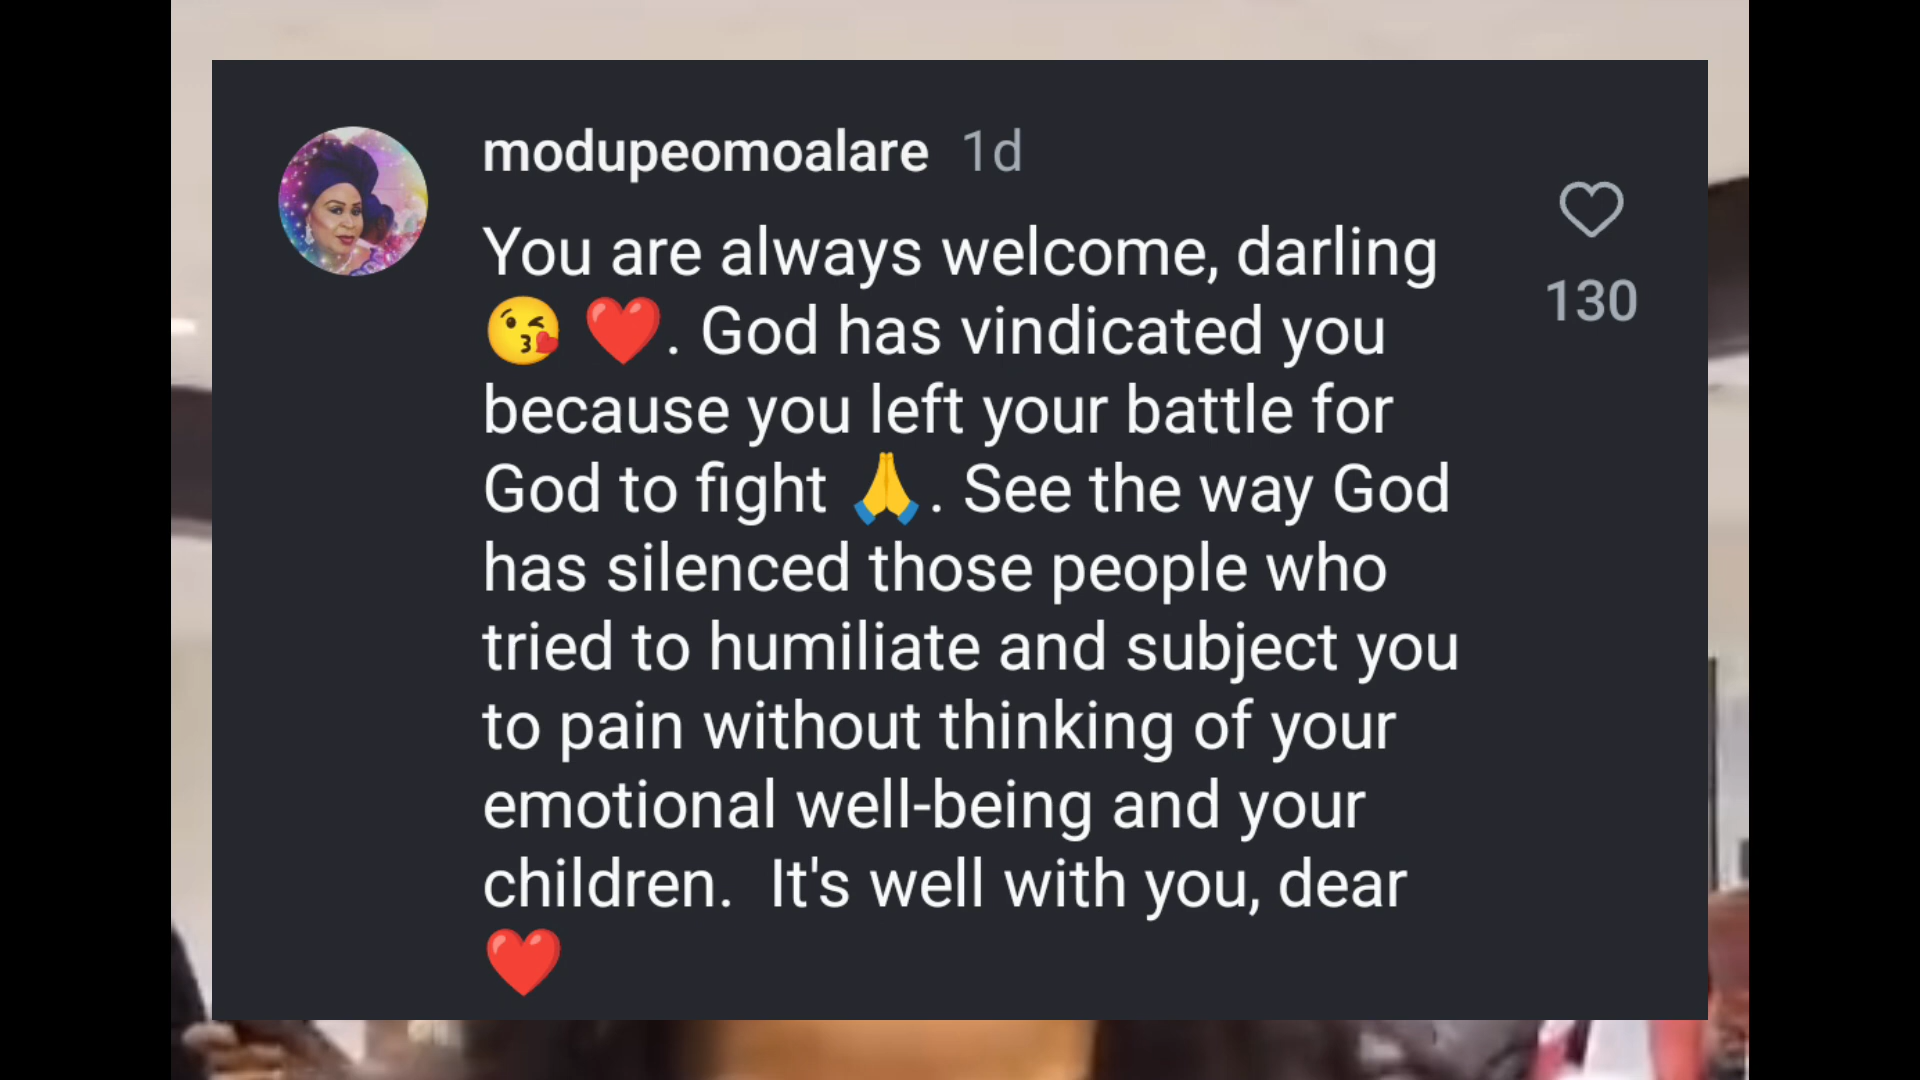 modupeomoalare 1d
You are always welcome, darling
😘 ❤️. God has vindicated you
because you left your battle for
God to fight 🙏. See the way God
has silenced those people who
tried to humiliate and subject you
to pain without thinking of your
emotional well-being and your
children.  It's well with you, dear
❤️
130